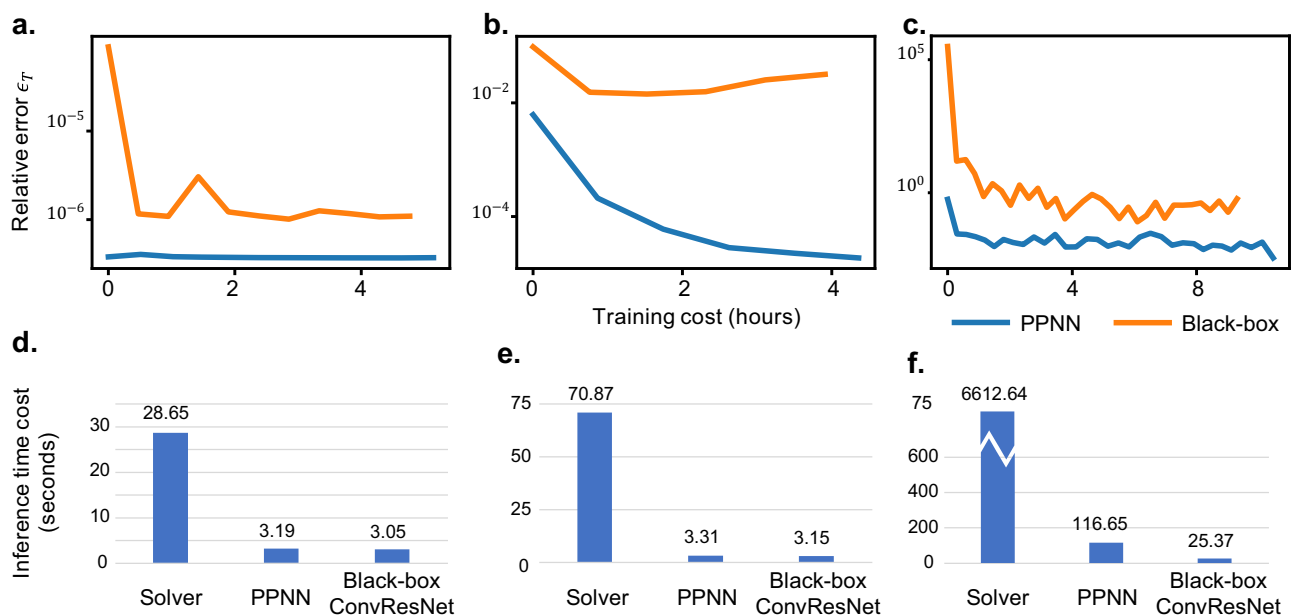 a.
b.
c.
Relative error ϵ_T
10⁻⁵
10⁻⁶
0 2 4
10⁻²
10⁻⁴
0 2 4
10⁵
10⁰
0 4 8
Training cost (hours)
PPNN Black-box
d.
e.
f.
Inference time cost
(seconds)
30
20
10
0
28.65
3.19
3.05
Solver PPNN Black-box
ConvResNet
75
50
25
0
70.87
3.31
3.15
Solver PPNN Black-box
ConvResNet
75
600
400
200
0
6612.64
116.65
25.37
Solver PPNN Black-box
ConvResNet